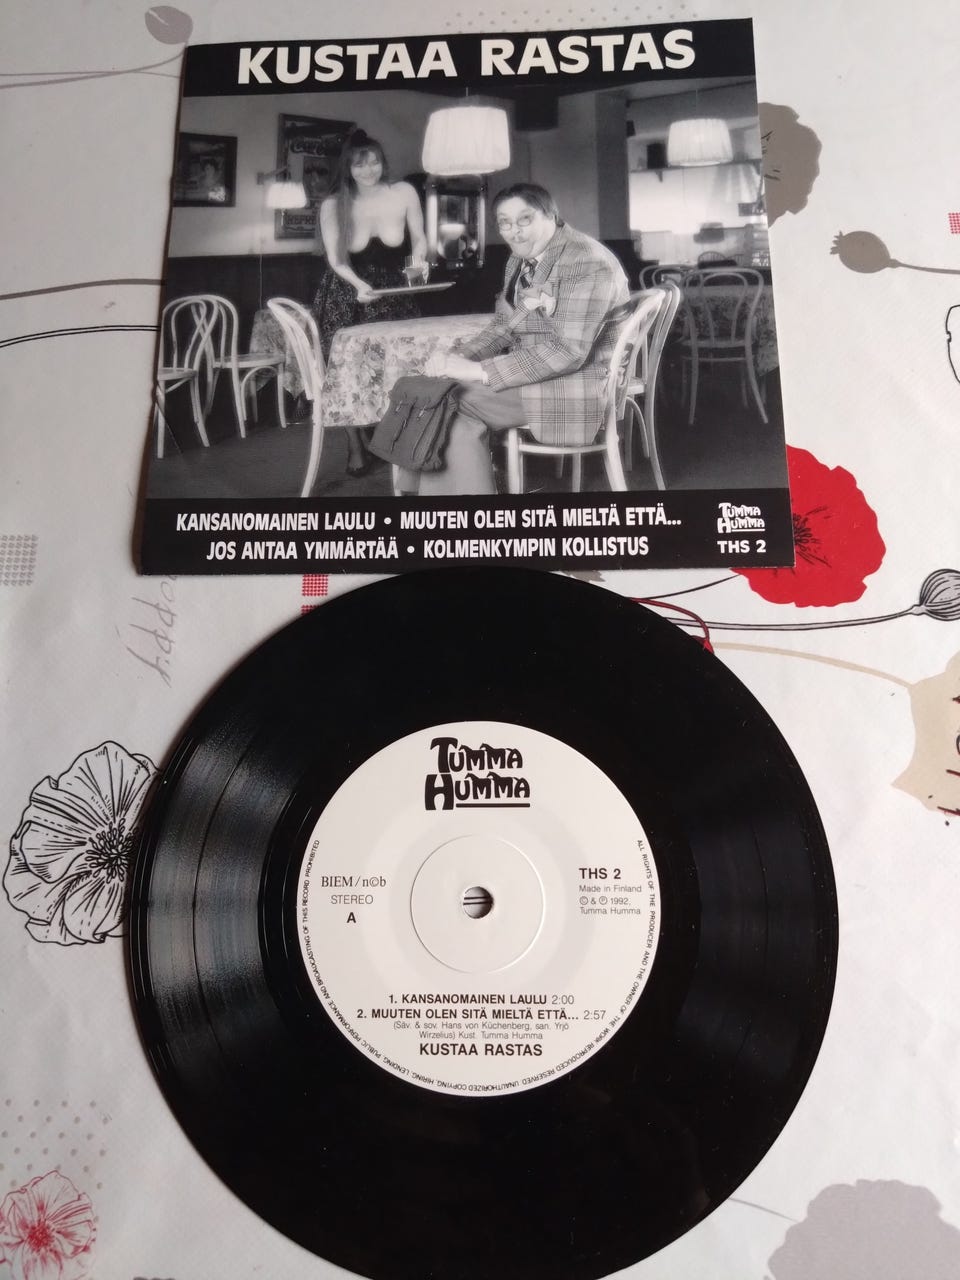 KUSTAA RASTAS
Coca-Cola
KANSANOMAINEN LAULU • MUUTEN OLEN SITÄ MIELTÄ ETTÄ...
JOS ANTAA YMMÄRTÄÄ • KOLMENKYMPIN KOLLISTUS
TUMMA
HUMMA
THS 2
TUMMA
HUMMA
BIEM/n©b
STEREO
A
THS 2
Made in Finland
© & ℗ 1992,
Tumma Humma
1. KANSANOMAINEN LAULU 2:00
2. MUUTEN OLEN SITÄ MIELTÄ ETTÄ... 2:57
(Säv. & sov. Hans von Küchenberg, san. Yrjö
Wirzelius) Kust. Tumma Humma
KUSTAA RASTAS
ALL RIGHTS OF THE PRODUCER AND THE OWNER OF THE WORK REPRODUCED RESERVED. UNAUTHORIZED COPYING, HIRING, LENDING, PUBLIC PERFORMANCE AND BROADCASTING OF THIS RECORD PROHIBITED